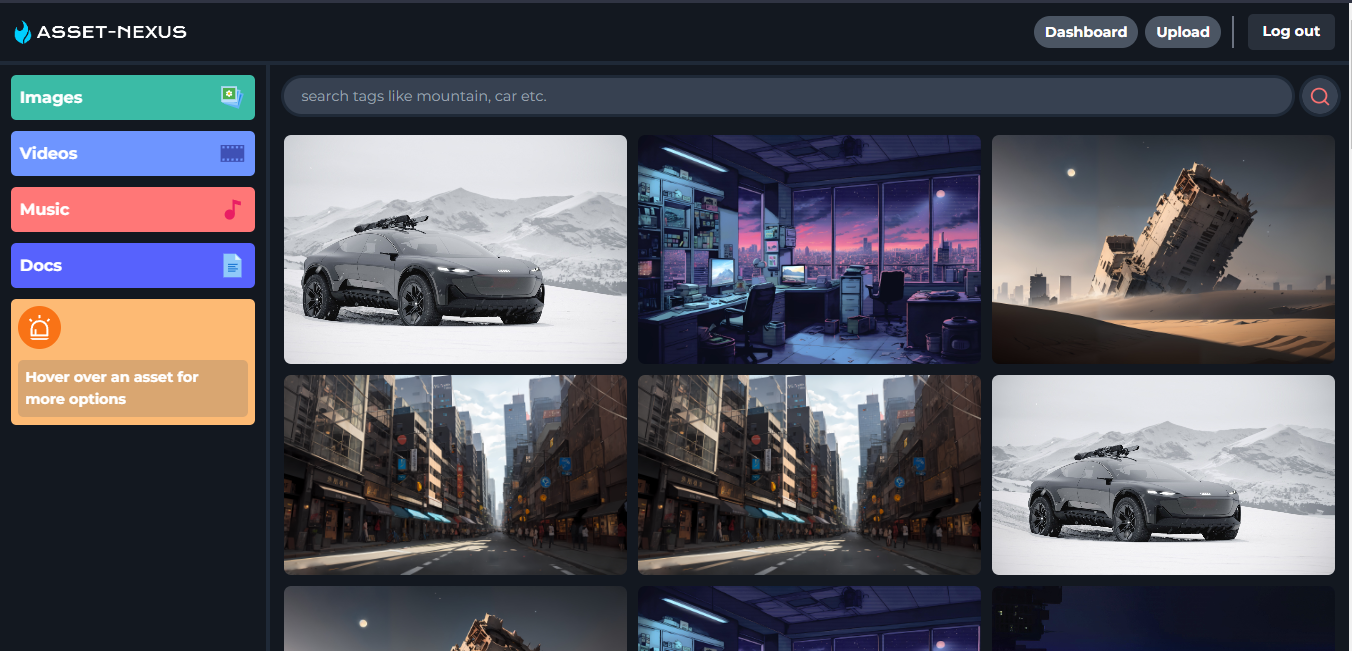 ASSET-NEXUS
Dashboard
Upload
Log out
Images
Videos
Music
Docs
Hover over an asset for
more options
search tags like mountain, car etc.